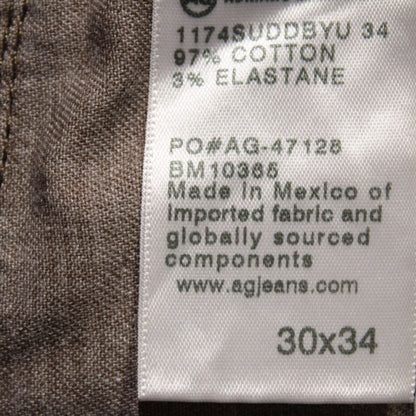 1174SUDDBYU 34
97% COTTON
3% ELASTANE
PO#AG-47128
BM10365
Made in Mexico of
imported fabric and
globally sourced
components
www.agjeans.com
30x34